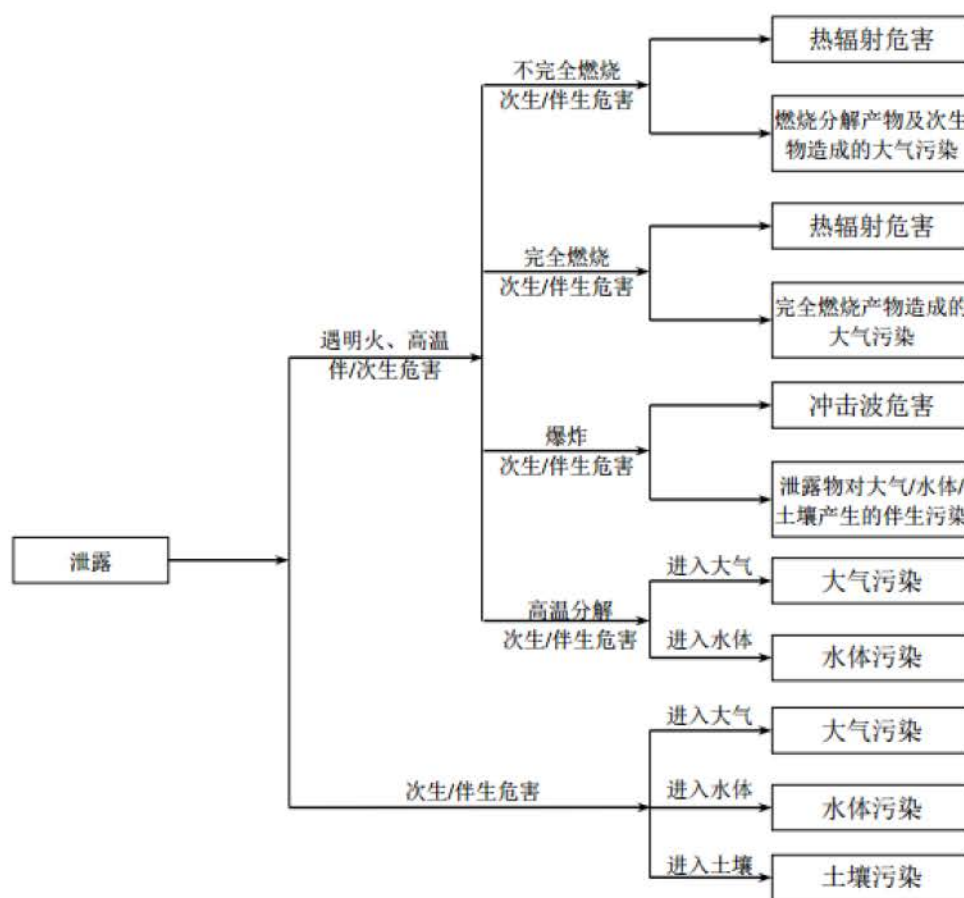 不完全燃烧
次生/伴生危害
热辐射危害
燃烧分解产物及次生
物造成的大气污染
完全燃烧
次生/伴生危害
热辐射危害
完全燃烧产物造成的
大气污染
遇明火、高温
伴/次生危害
爆炸
次生/伴生危害
冲击波危害
泄露物对大气/水体/
土壤产生的伴生污染
泄露
高温分解
次生/伴生危害
进入大气
大气污染
进入水体
水体污染
次生/伴生危害
进入大气
大气污染
进入水体
水体污染
进入土壤
土壤污染